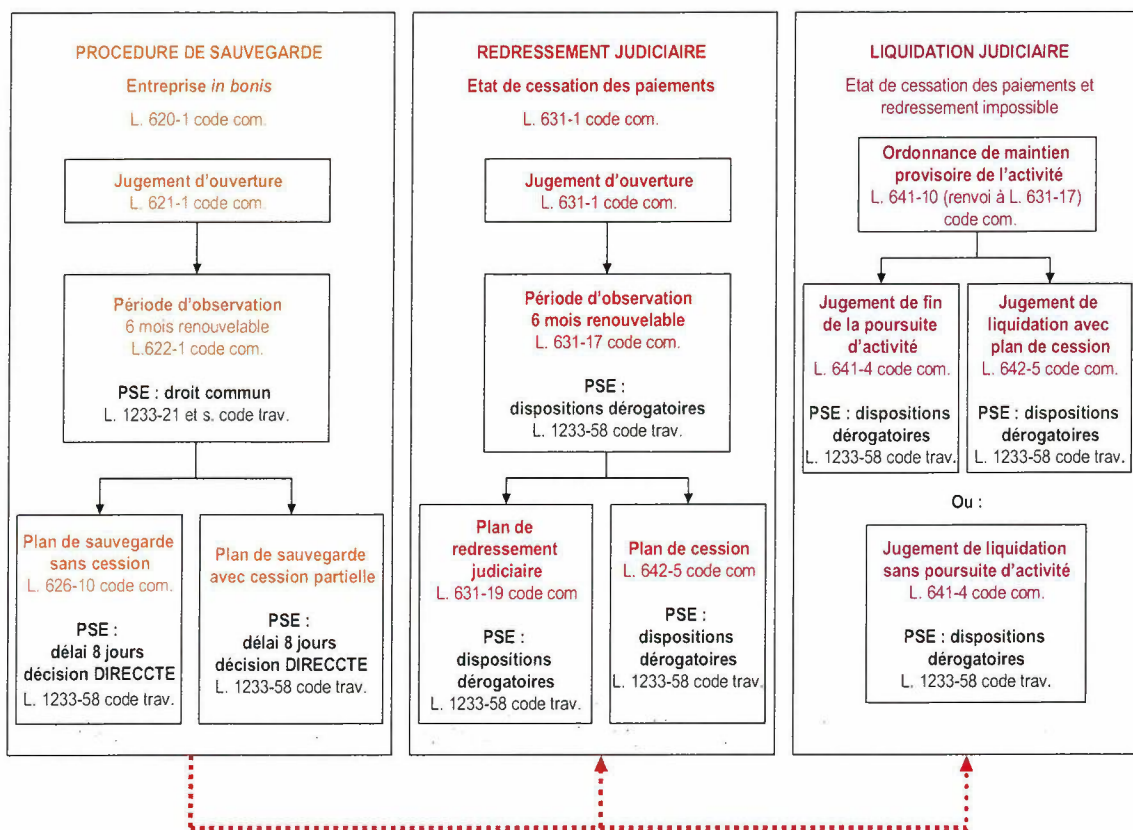 PROCEDURE DE SAUVEGARDE
Entreprise in bonis
L. 620-1 code com.
Jugement d'ouverture
L. 621-1 code com.
Période d'observation
6 mois renouvelable
L.622-1 code com.
PSE : droit commun
L. 1233-21 et s. code trav.
Plan de sauvegarde
sans cession
L. 626-10 code com.
PSE :
délai 8 jours
décision DIRECCTE
L. 1233-58 code trav.
Plan de sauvegarde
avec cession partielle
PSE :
délai 8 jours
décision DIRECCTE
L. 1233-58 code trav.
REDRESSEMENT JUDICIAIRE
Etat de cessation des paiements
L. 631-1 code com.
Jugement d'ouverture
L. 631-1 code com.
Période d'observation
6 mois renouvelable
L. 631-17 code com.
PSE :
dispositions dérogatoires
L. 1233-58 code trav.
Plan de
redressement
judiciaire
L. 631-19 code com
PSE :
dispositions
dérogatoires
L. 1233-58 code trav.
Plan de cession
L. 642-5 code com
PSE :
dispositions
dérogatoires
L. 1233-58 code trav.
LIQUIDATION JUDICIAIRE
Etat de cessation des paiements et
redressement impossible
Ordonnance de maintien
provisoire de l'activité
L. 641-10 (renvoi à L. 631-17)
code com.
Jugement de fin
de la poursuite
d'activité
L. 641-4 code com.
PSE : dispositions
dérogatoires
L. 1233-58 code trav.
Jugement de
liquidation avec
plan de cession
L. 642-5 code com.
PSE : dispositions
dérogatoires
L. 1233-58 code trav.
Ou :
Jugement de liquidation
sans poursuite d'activité
L. 641-4 code com.
PSE : dispositions
dérogatoires
L. 1233-58 code trav.